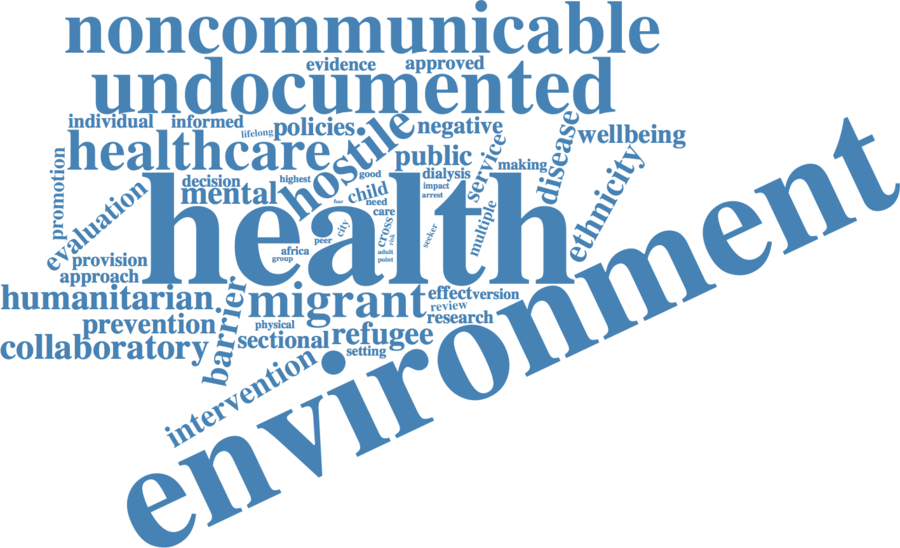 noncommunicable
evidence approved
undocumented
individual informed
lifelong
policies
hostile
negative
disease
wellbeing
healthcare
public
service
making
ethnicity
promotion
evaluation
decision
mental
highest
child
good
need
care
dialysis
impact
arrest
health
fear
peer
city
cross
risk
adult
point
seeker
multiple
africa
group
provision
approach
humanitarian
barrier
migrant
effect
version
review
research
prevention
physical
sectional
refugee
setting
collaboratory
intervention
environment